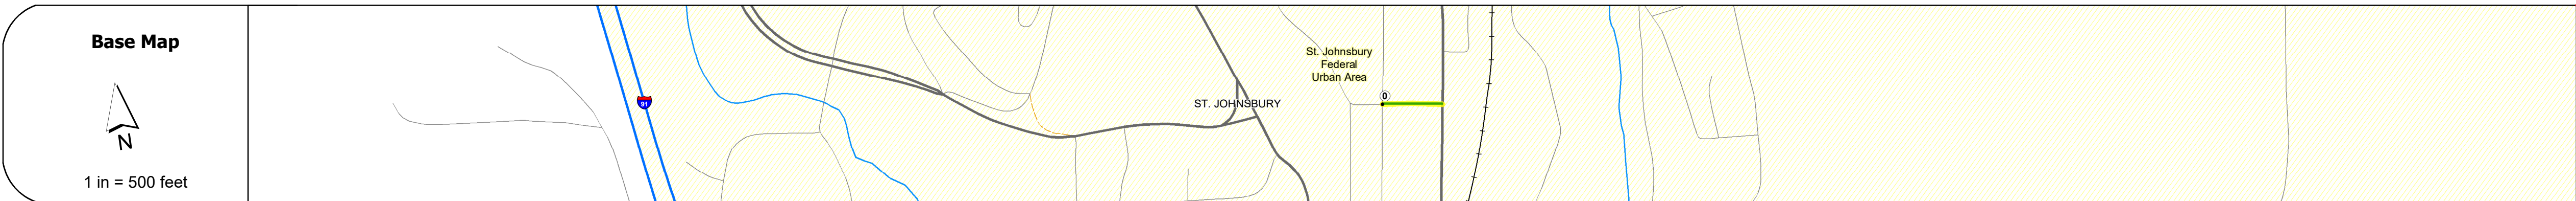 Base Map
N
1 in = 500 feet
91
St. Johnsbury
Federal
Urban Area
ST. JOHNSBURY
0